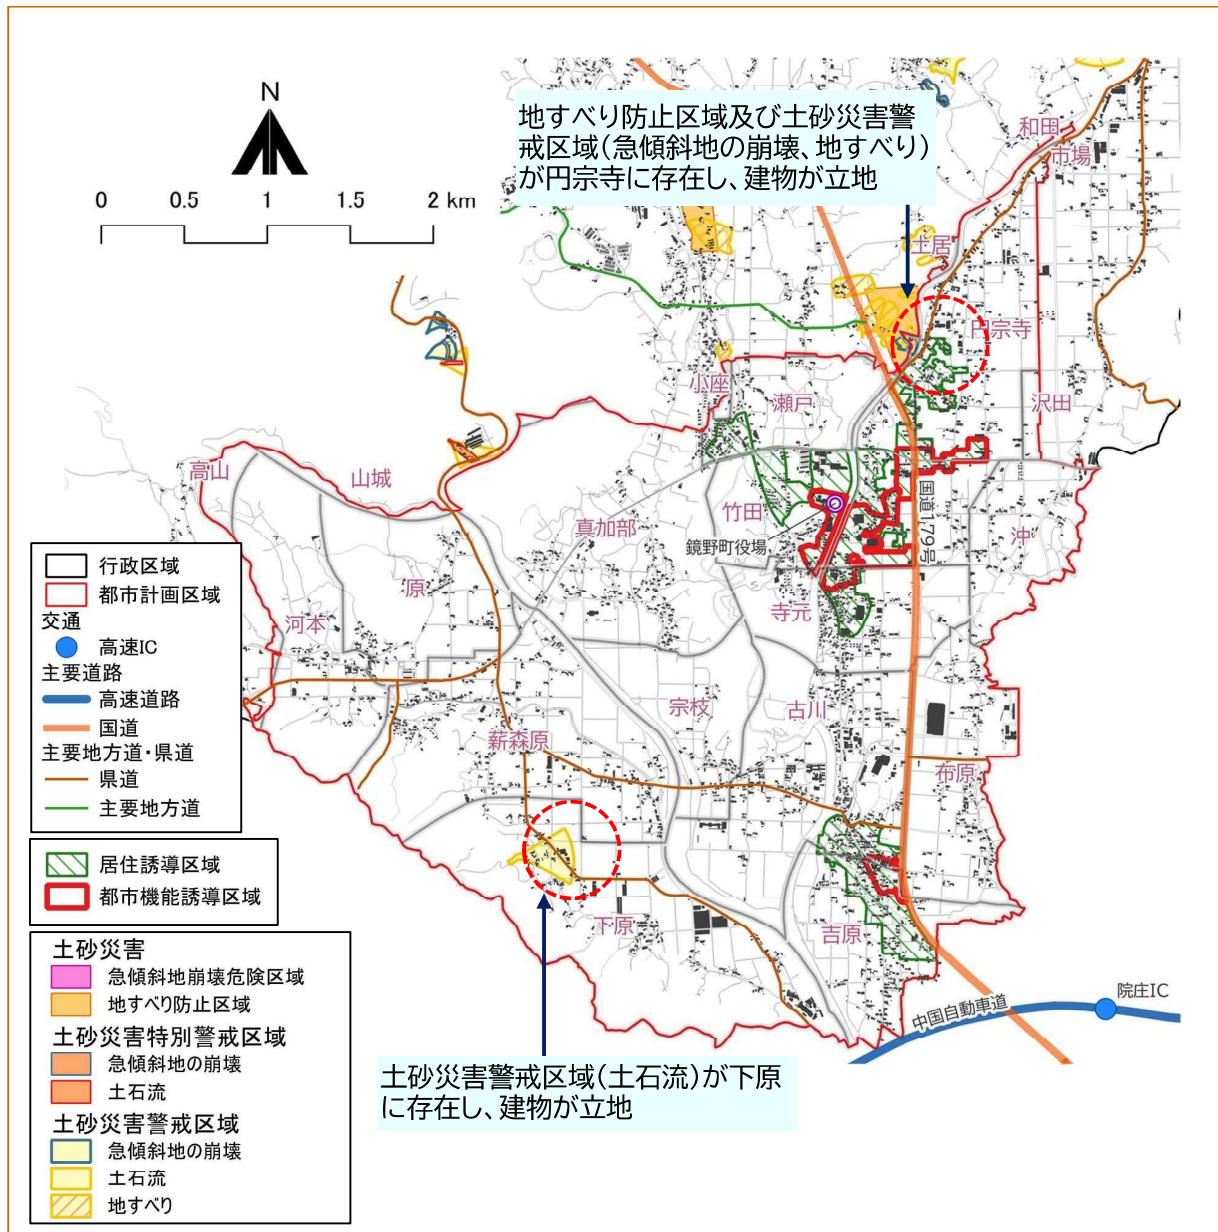 N
0 0.5 1 1.5 2 km
地すべり防止区域及び土砂災害警
戒区域(急傾斜地の崩壊、地すべり)
が円宗寺に存在し、建物が立地
和田
市場
土居
円宗寺
小座
瀬戸
沢田
高山
山城
竹田
真加部
国道179号
沖
鏡野町役場
原
寺元
河本
宗枝
古川
薪森原
布原
下原
吉原
院庄IC
中国自動車道
行政区域
都市計画区域
交通
高速IC
主要道路
高速道路
国道
主要地方道・県道
県道
主要地方道
居住誘導区域
都市機能誘導区域
土砂災害
急傾斜地崩壊危険区域
地すべり防止区域
土砂災害特別警戒区域
急傾斜地の崩壊
土石流
土砂災害警戒区域
急傾斜地の崩壊
土石流
地すべり
土砂災害警戒区域(土石流)が下原
に存在し、建物が立地